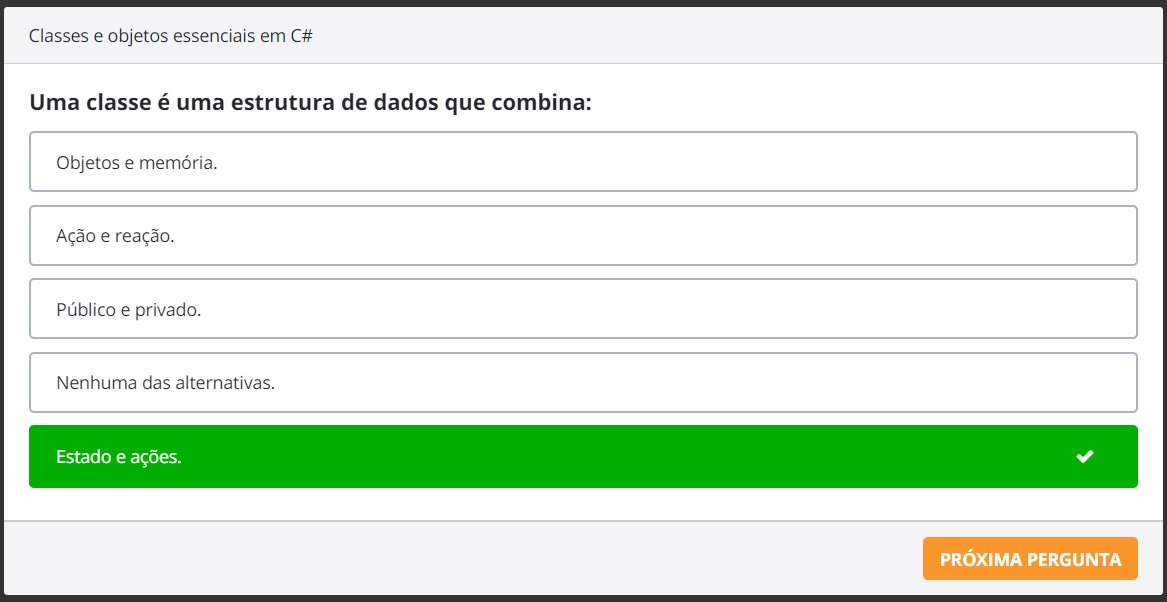 Classes e objetos essenciais em C#
Uma classe é uma estrutura de dados que combina:
Objetos e memória.
Ação e reação.
Público e privado.
Nenhuma das alternativas.
Estado e ações.
PRÓXIMA PERGUNTA